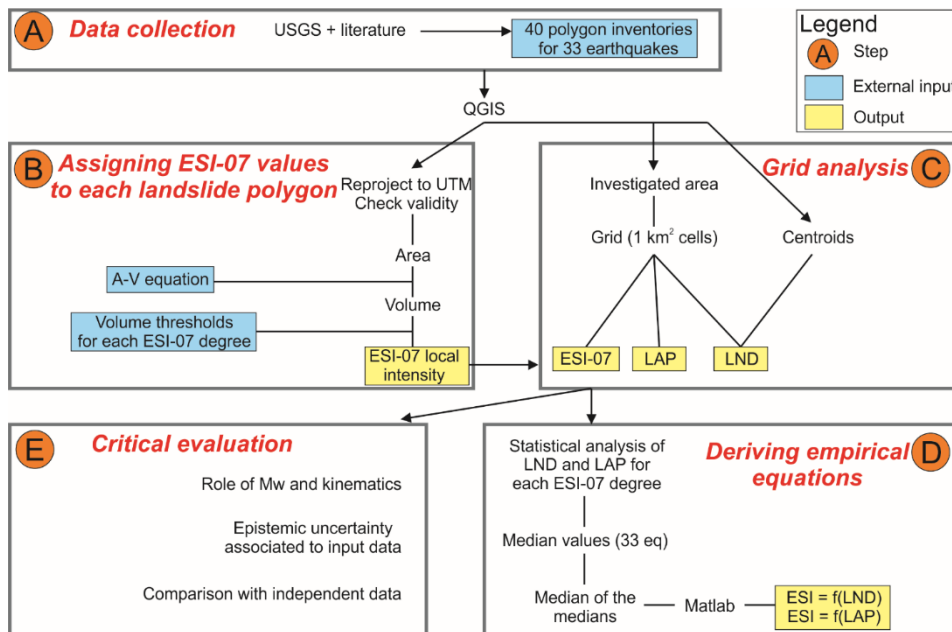 A
Data collection
USGS + literature
40 polygon inventories
for 33 earthquakes
Legend
A
Step
External input
Output
QGIS
B
Assigning ESI-07 values
to each landslide polygon
Reproject to UTM
Check validity
Area
A-V equation
Volume
Volume thresholds
for each ESI-07 degree
ESI-07 local
intensity
Grid analysis
C
Investigated area
Grid (1 km² cells)
Centroids
ESI-07
LAP
LND
E
Critical evaluation
Role of Mw and kinematics
Epistemic uncertainty
associated to input data
Comparison with independent data
Statistical analysis of
LND and LAP for
each ESI-07 degree
Deriving empirical
equations
D
Median values (33 eq)
Median of the
medians
Matlab
ESI = f(LND)
ESI = f(LAP)